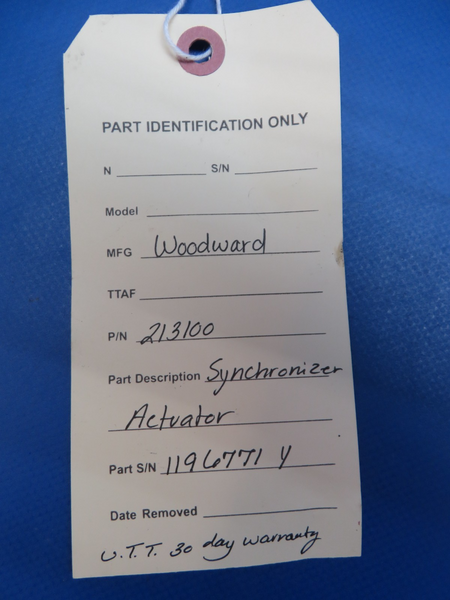 PART IDENTIFICATION ONLY
N S/N
Model
MFG Woodward
TTAF
P/N 213100
Part Description Synchronizer
Actuator
Part S/N 1196771 Y
Date Removed
U.T.T. 30 day warranty